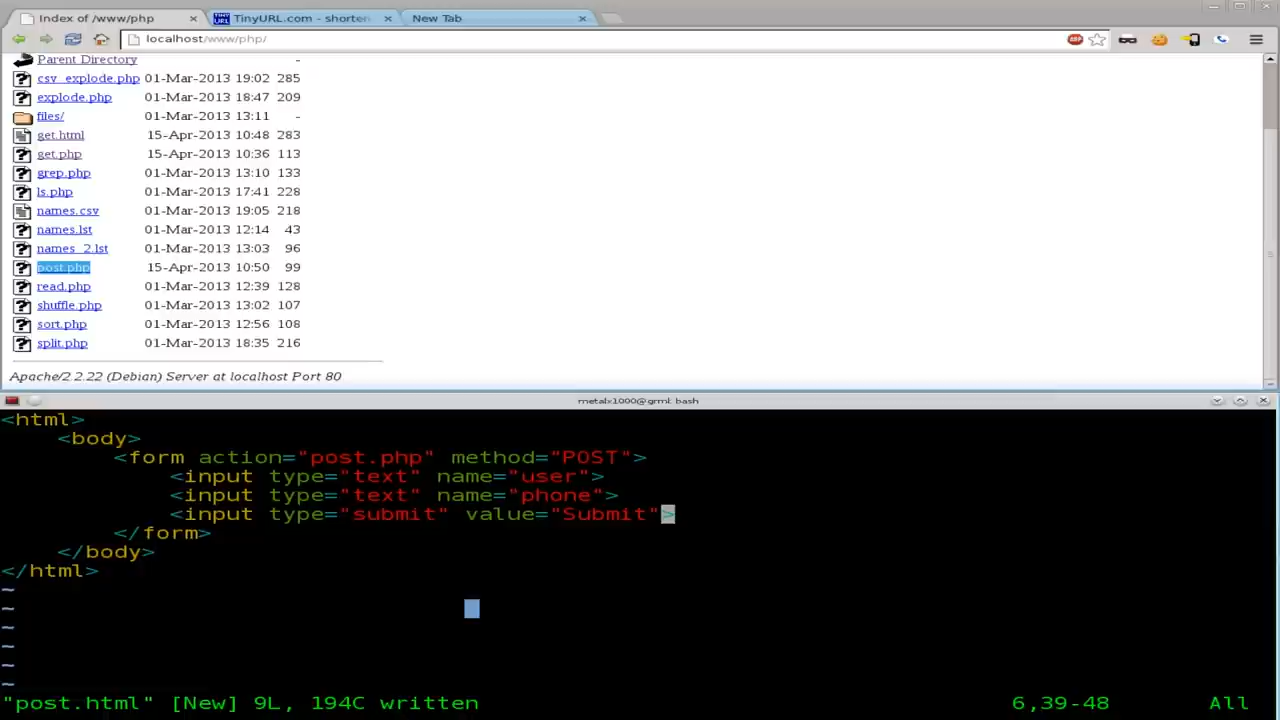 Index of /www/php
TinyURL.com - shorten
New Tab
localhost/www/php/
Parent Directory -
csv_explode.php 01-Mar-2013 19:02 285
explode.php 01-Mar-2013 18:47 209
files/ 01-Mar-2013 13:11 -
get.html 15-Apr-2013 10:48 283
get.php 15-Apr-2013 10:36 113
grep.php 01-Mar-2013 13:10 133
ls.php 01-Mar-2013 17:41 228
names.csv 01-Mar-2013 19:05 218
names.lst 01-Mar-2013 12:14 43
names_2.lst 01-Mar-2013 13:03 96
post.php 15-Apr-2013 10:50 99
read.php 01-Mar-2013 12:39 128
shuffle.php 01-Mar-2013 13:02 107
sort.php 01-Mar-2013 12:56 108
split.php 01-Mar-2013 18:35 216
Apache/2.2.22 (Debian) Server at localhost Port 80
metalx1000@grml: bash
<html>
<body>
<form action="post.php" method="POST">
<input type="text" name="user">
<input type="text" name="phone">
<input type="submit" value="Submit">
</form>
</body>
</html>
~
~
~
~
~
~
"post.html" [New] 9L, 194C written 6,39-48 All